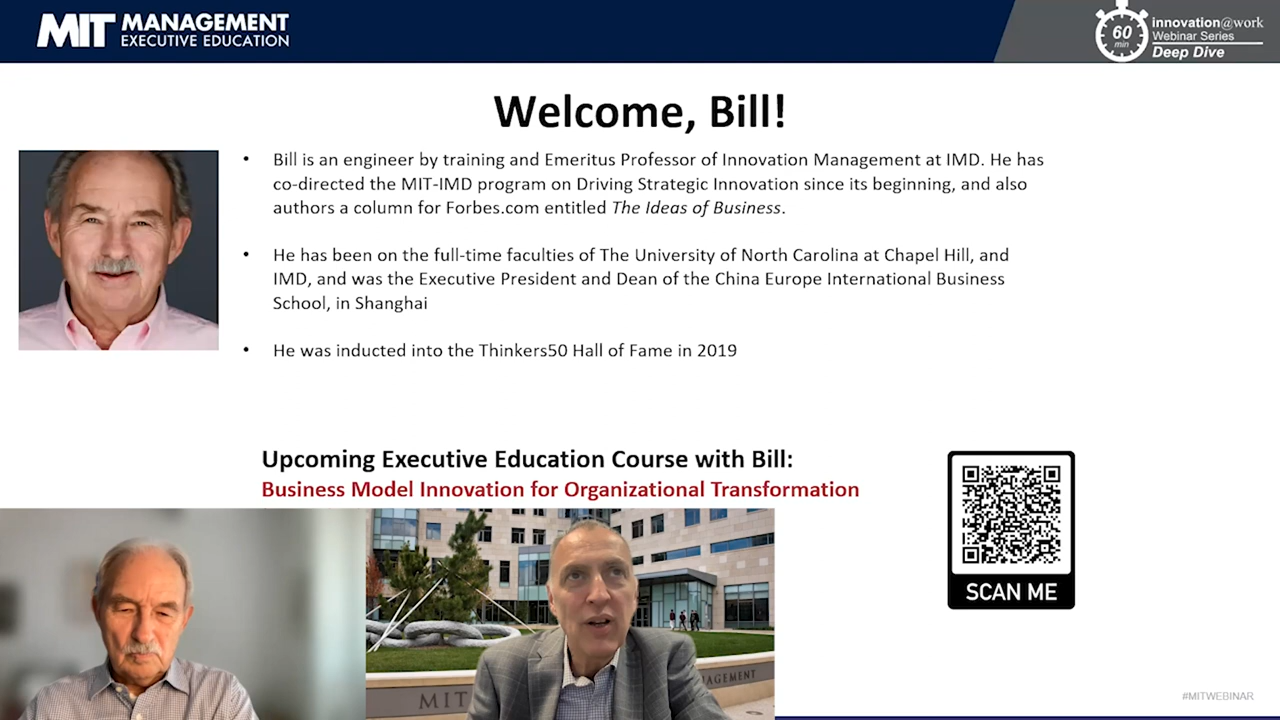 MIT MANAGEMENT
EXECUTIVE EDUCATION
60
min
innovation@work
Webinar Series
Deep Dive
Welcome, Bill!
• Bill is an engineer by training and Emeritus Professor of Innovation Management at IMD. He has
co-directed the MIT-IMD program on Driving Strategic Innovation since its beginning, and also
authors a column for Forbes.com entitled The Ideas of Business.
• He has been on the full-time faculties of The University of North Carolina at Chapel Hill, and
IMD, and was the Executive President and Dean of the China Europe International Business
School, in Shanghai
• He was inducted into the Thinkers50 Hall of Fame in 2019
Upcoming Executive Education Course with Bill:
Business Model Innovation for Organizational Transformation
SCAN ME
MIT
#MITWEBINAR